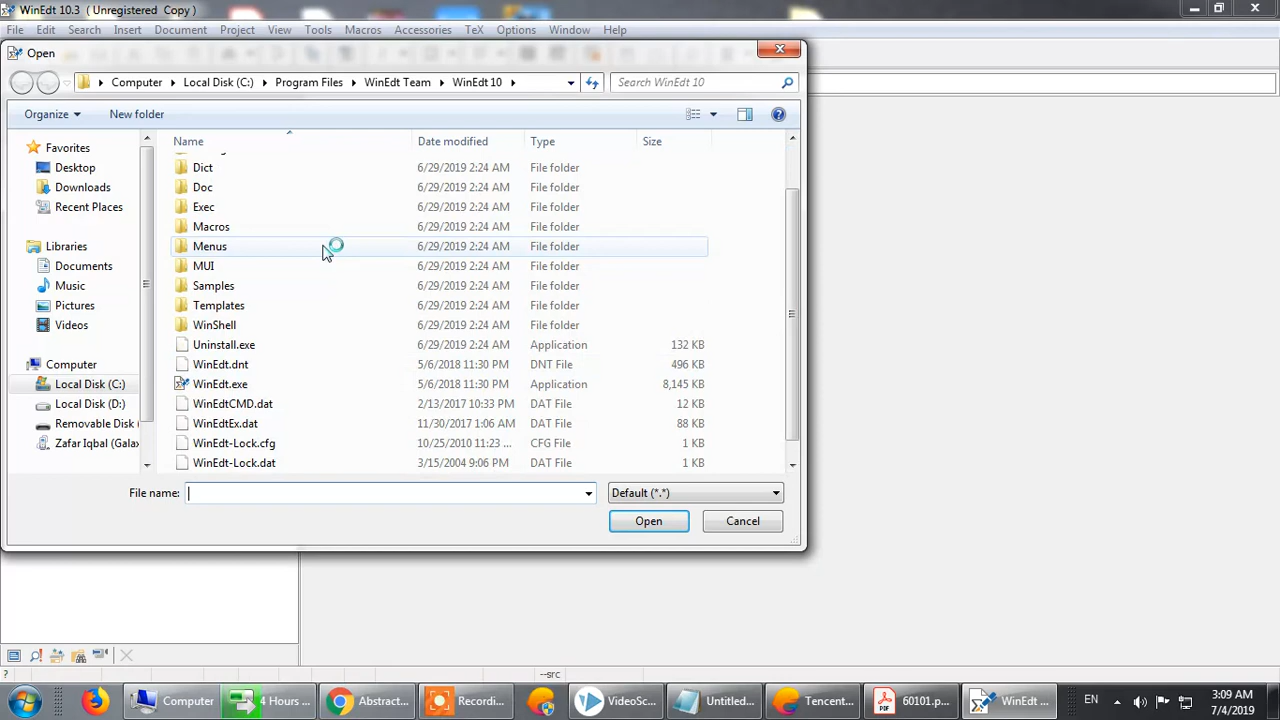 WinEdt 10.3 ( Unregistered Copy )
File Edit Search Insert Document Project View Tools Macros Accessories TeX Options Window Help
Open
Computer Local Disk (C:) Program Files WinEdt Team WinEdt 10 Search WinEdt 10
Organize New folder
Name Date modified Type Size
Favorites
Desktop
Downloads
Recent Places
Libraries
Documents
Music
Pictures
Videos
Computer
Local Disk (C:)
Local Disk (D:)
Removable Disk
Zafar Iqbal (Galax
Dict 6/29/2019 2:24 AM File folder
Doc 6/29/2019 2:24 AM File folder
Exec 6/29/2019 2:24 AM File folder
Macros 6/29/2019 2:24 AM File folder
Menus 6/29/2019 2:24 AM File folder
MUI 6/29/2019 2:24 AM File folder
Samples 6/29/2019 2:24 AM File folder
Templates 6/29/2019 2:24 AM File folder
WinShell 6/29/2019 2:24 AM File folder
Uninstall.exe 6/29/2019 2:24 AM Application 132 KB
WinEdt.dnt 5/6/2018 11:30 PM DNT File 496 KB
WinEdt.exe 5/6/2018 11:30 PM Application 8,145 KB
WinEdtCMD.dat 2/13/2017 10:33 PM DAT File 12 KB
WinEdtEx.dat 11/30/2017 1:06 AM DAT File 88 KB
WinEdt-Lock.cfg 10/25/2010 11:23 ... CFG File 1 KB
WinEdt-Lock.dat 3/15/2004 9:06 PM DAT File 1 KB
File name: Default (*.*)
Open Cancel
? --src
Computer 4 Hours ... Abstract... Recordi... VideoSc... Untitled... Tencent... 60101.p... WinEdt ... EN 3:09 AM
7/4/2019